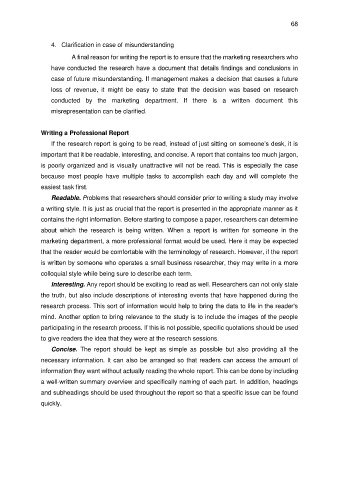 68
4. Clarification in case of misunderstanding
A final reason for writing the report is to ensure that the marketing researchers who
have conducted the research have a document that details findings and conclusions in
case of future misunderstanding. If management makes a decision that causes a future
loss of revenue, it might be easy to state that the decision was based on research
conducted by the marketing department. If there is a written document this
misrepresentation can be clarified.
Writing a Professional Report
If the research report is going to be read, instead of just sitting on someone's desk, it is
important that it be readable, interesting, and concise. A report that contains too much jargon,
is poorly organized and is visually unattractive will not be read. This is especially the case
because most people have multiple tasks to accomplish each day and will complete the
easiest task first.
Readable. Problems that researchers should consider prior to writing a study may involve
a writing style. It is just as crucial that the report is presented in the appropriate manner as it
contains the right information. Before starting to compose a paper, researchers can determine
about which the research is being written. When a report is written for someone in the
marketing department, a more professional format would be used. Here it may be expected
that the reader would be comfortable with the terminology of research. However, if the report
is written by someone who operates a small business researcher, they may write in a more
colloquial style while being sure to describe each term.
Interesting. Any report should be exciting to read as well. Researchers can not only state
the truth, but also include descriptions of interesting events that have happened during the
research process. This sort of information would help to bring the data to life in the reader's
mind. Another option to bring relevance to the study is to include the images of the people
participating in the research process. If this is not possible, specific quotations should be used
to give readers the idea that they were at the research sessions.
Concise. The report should be kept as simple as possible but also providing all the
necessary information. It can also be arranged so that readers can access the amount of
information they want without actually reading the whole report. This can be done by including
a well-written summary overview and specifically naming of each part. In addition, headings
and subheadings should be used throughout the report so that a specific issue can be found
quickly.